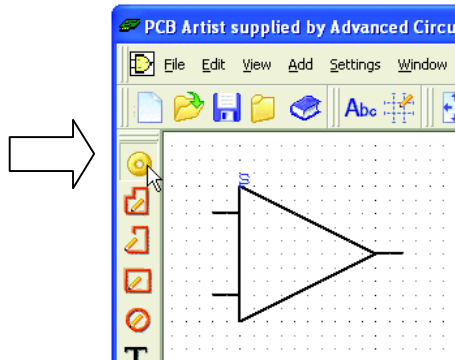 PCB Artist supplied by Advanced Circu
File Edit View Add Settings Window
Abc
S
T